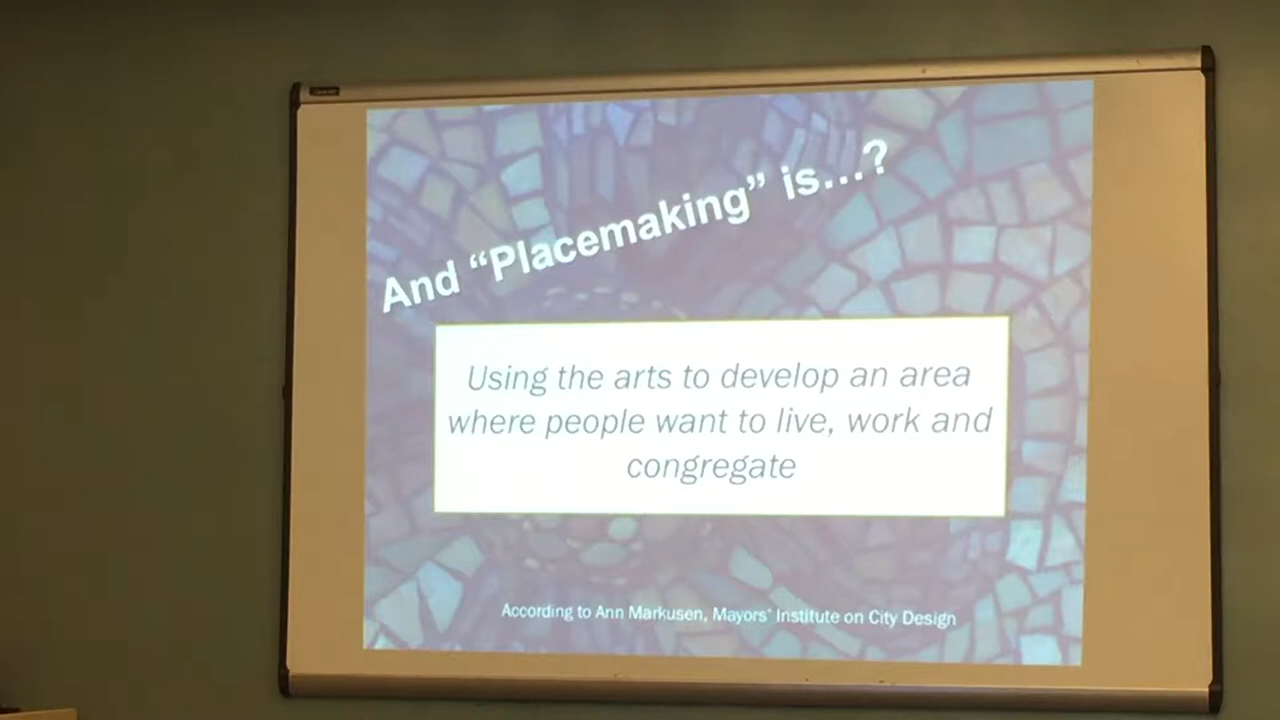 And “Placemaking” is...?
Using the arts to develop an area
where people want to live, work and
congregate
According to Ann Markusen, Mayors’ Institute on City Design